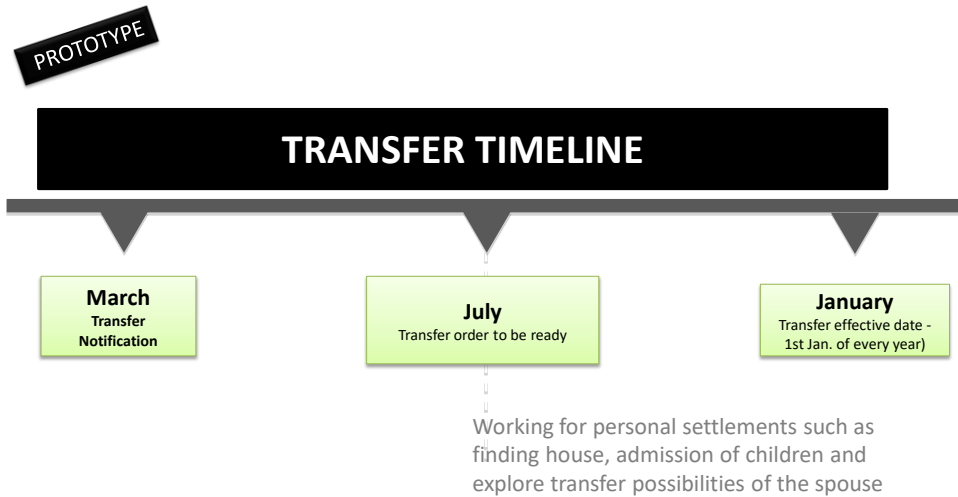 PROTOTYPE
TRANSFER TIMELINE
March
Transfer
Notification
July
Transfer order to be ready
January
Transfer effective date -
1st Jan. of every year)
Working for personal settlements such as
finding house, admission of children and
explore transfer possibilities of the spouse